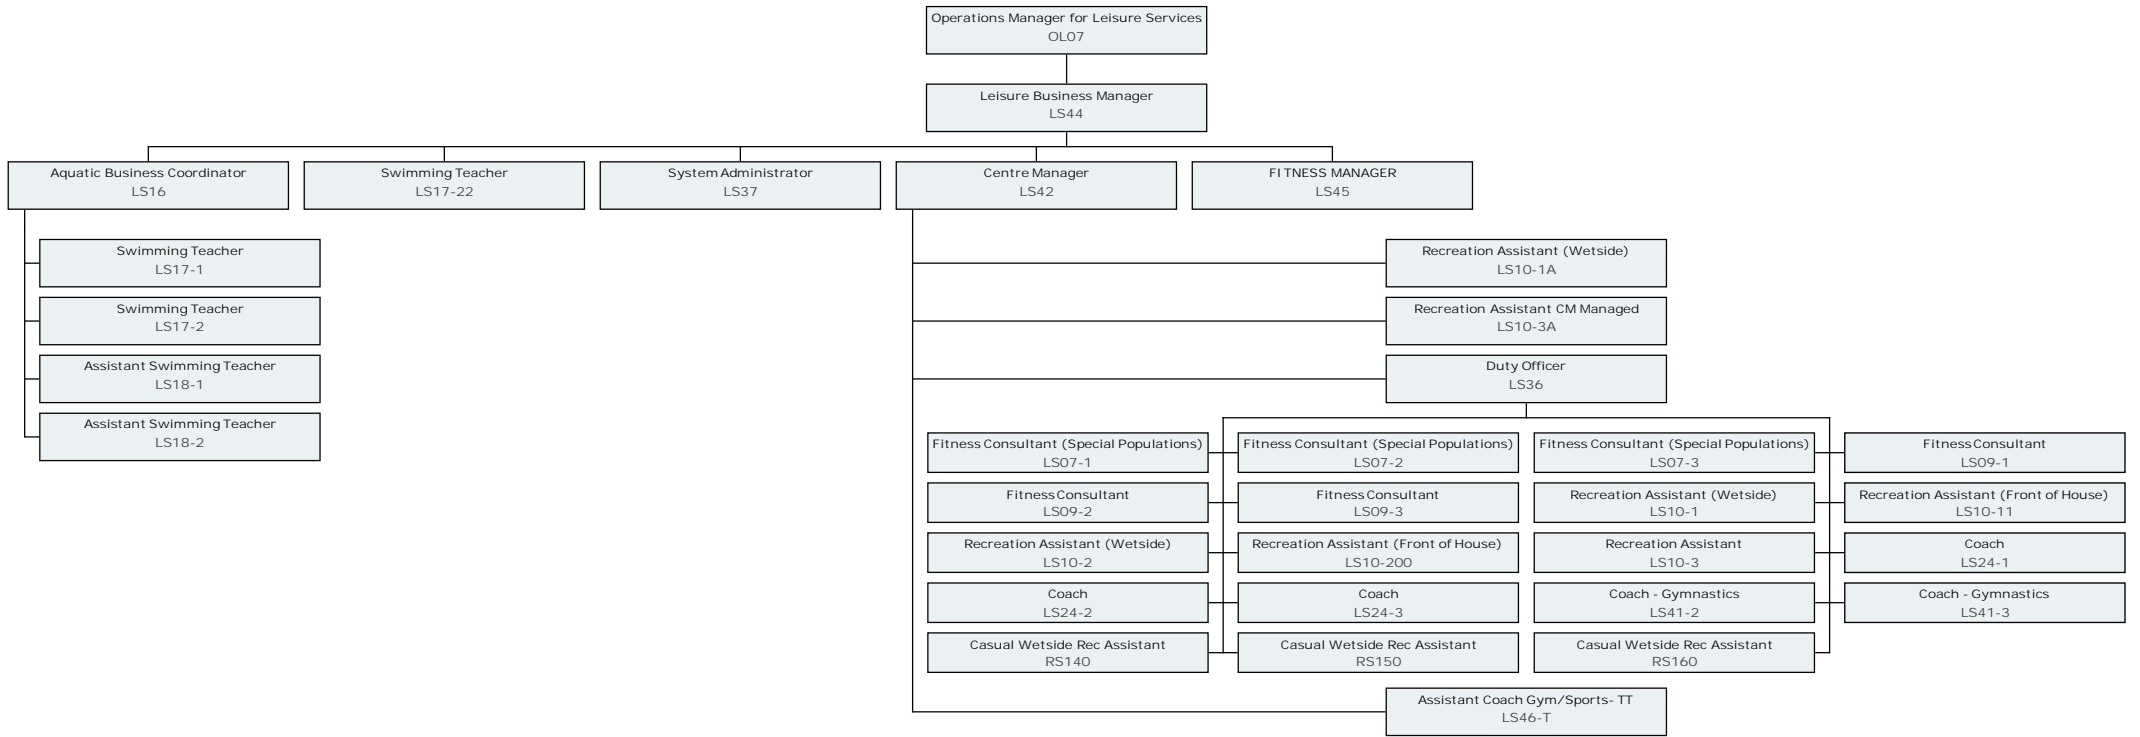 Operations Manager for Leisure Services
OL07
Leisure Business Manager
LS44
Aquatic Business Coordinator
LS16
Swimming Teacher
LS17-22
System Administrator
LS37
Centre Manager
LS42
FITNESS MANAGER
LS45
Swimming Teacher
LS17-1
Swimming Teacher
LS17-2
Assistant Swimming Teacher
LS18-1
Assistant Swimming Teacher
LS18-2
Recreation Assistant (Wetside)
LS10-1A
Recreation Assistant CM Managed
LS10-3A
Duty Officer
LS36
Fitness Consultant (Special Populations)
LS07-1
Fitness Consultant (Special Populations)
LS07-2
Fitness Consultant (Special Populations)
LS07-3
Fitness Consultant
LS09-1
Fitness Consultant
LS09-2
Fitness Consultant
LS09-3
Recreation Assistant (Wetside)
LS10-1
Recreation Assistant (Front of House)
LS10-11
Recreation Assistant (Wetside)
LS10-2
Recreation Assistant (Front of House)
LS10-200
Recreation Assistant
LS10-3
Coach
LS24-1
Coach
LS24-2
Coach
LS24-3
Coach - Gymnastics
LS41-2
Coach - Gymnastics
LS41-3
Casual Wetside Rec Assistant
RS140
Casual Wetside Rec Assistant
RS150
Casual Wetside Rec Assistant
RS160
Assistant Coach Gym/Sports- TT
LS46-T